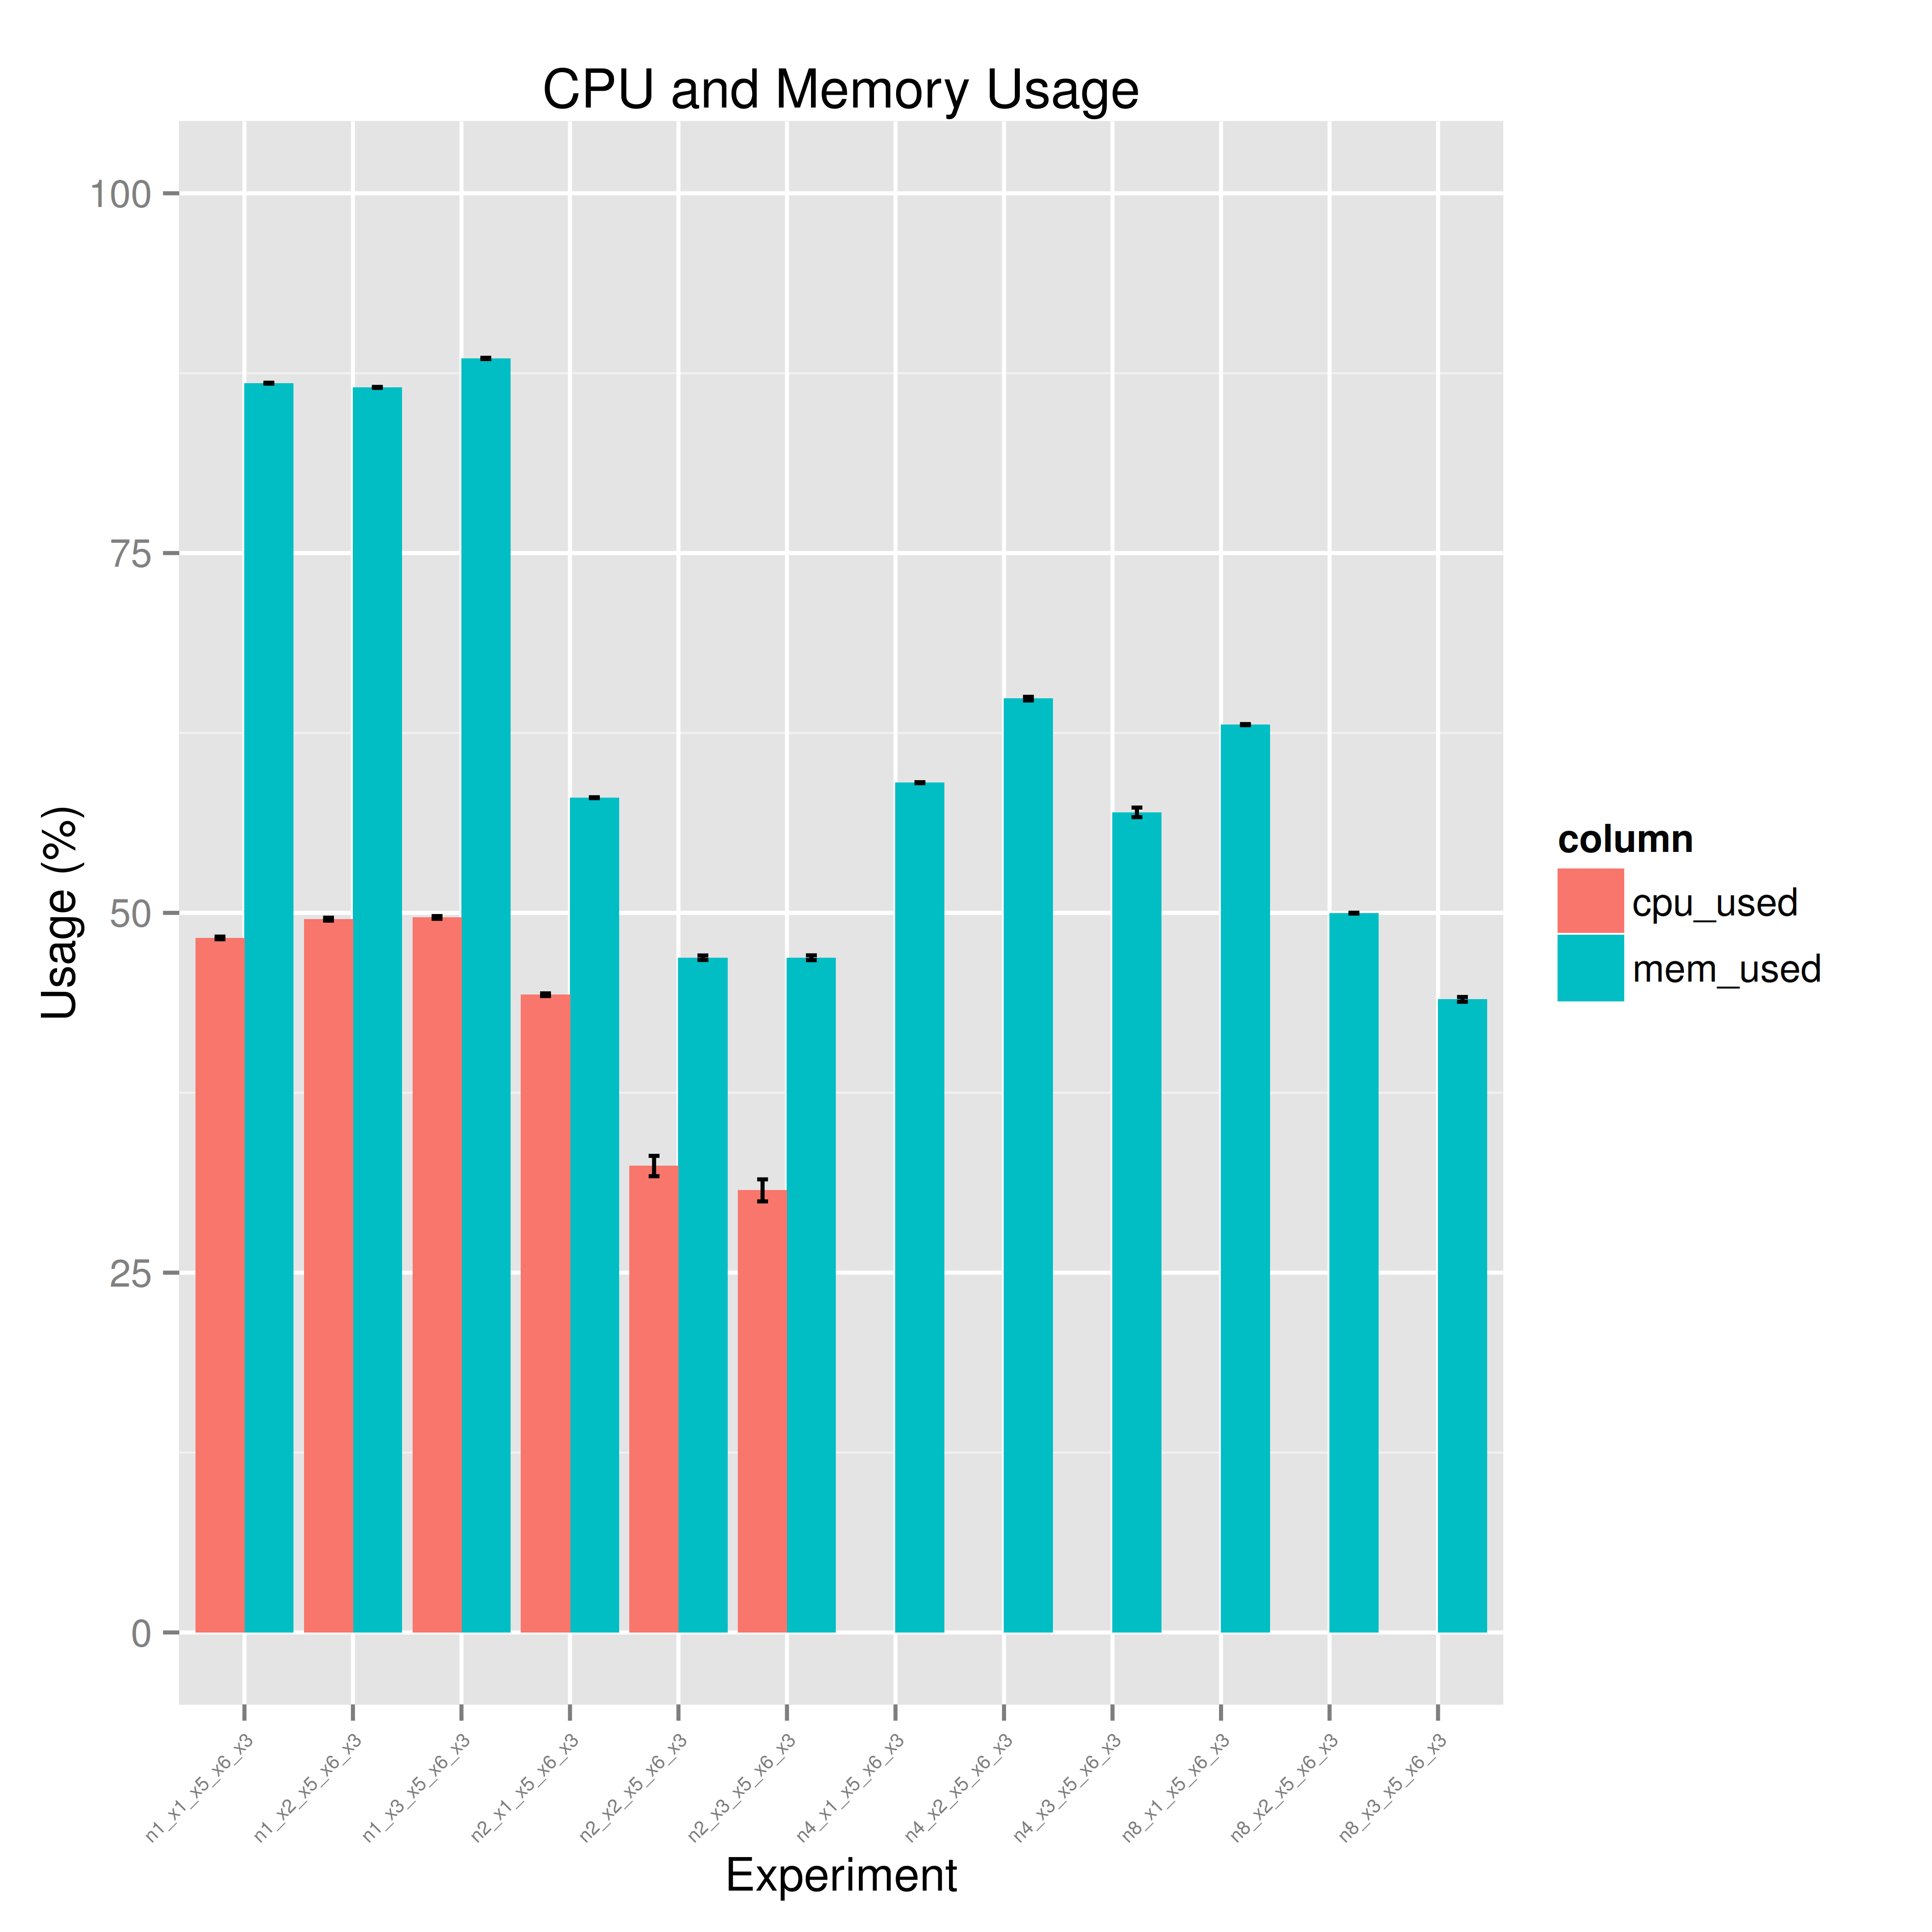 CPU and Memory Usage
100
75
50
25
0
Usage (%)
column
cpu_used
mem_used
n1_x1_x5_x6_x3
n1_x2_x5_x6_x3
n1_x3_x5_x6_x3
n2_x1_x5_x6_x3
n2_x2_x5_x6_x3
n2_x3_x5_x6_x3
n4_x1_x5_x6_x3
n4_x2_x5_x6_x3
n4_x3_x5_x6_x3
n8_x1_x5_x6_x3
n8_x2_x5_x6_x3
n8_x3_x5_x6_x3
Experiment